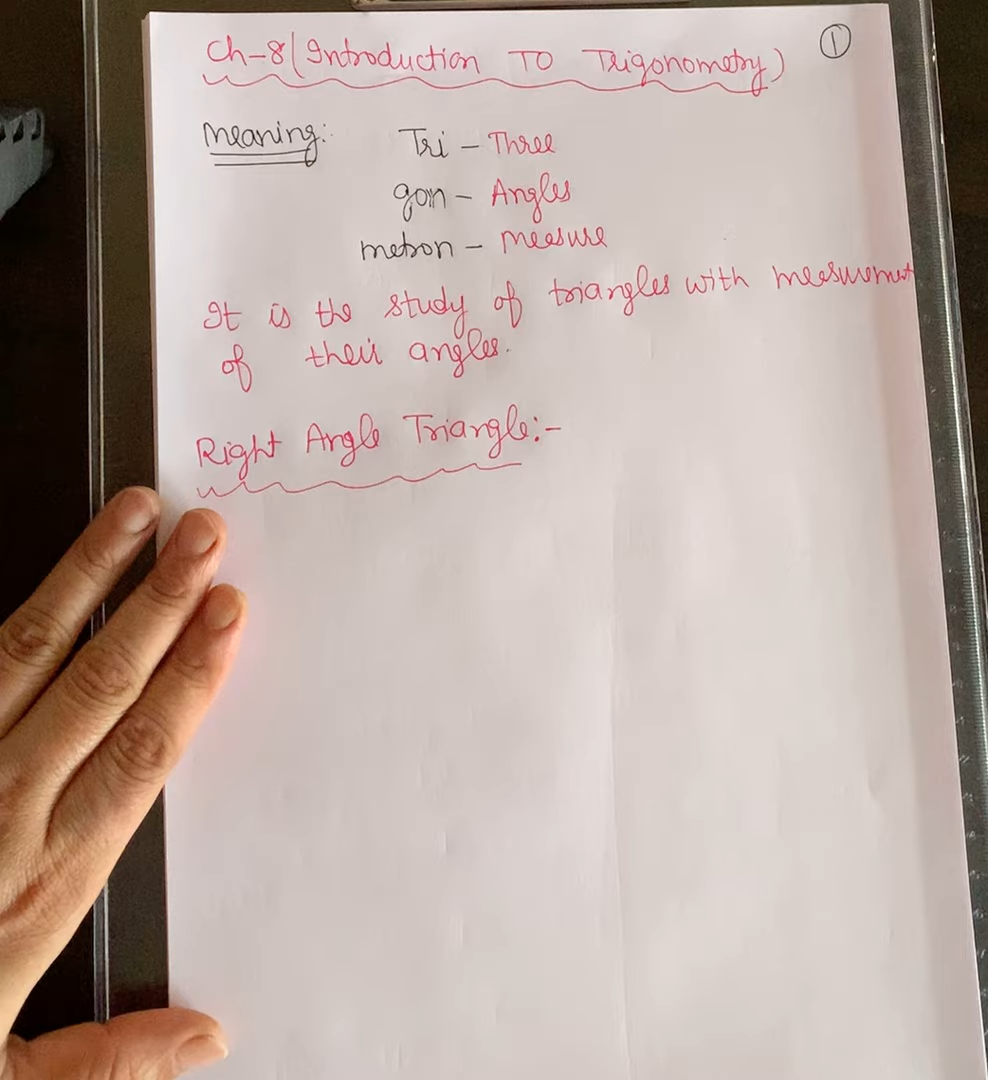 Ch-8 (Introduction To Trigonometry) 1
Meaning: Tri - Three
gon - Angles
metron - Measure
It is the study of triangles with measurement
of their angles.
Right Angle Triangle:-